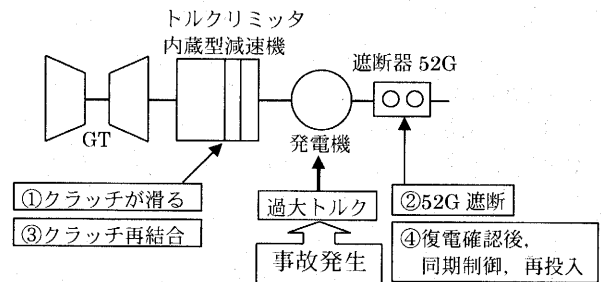 トルクリミッタ
内蔵型減速機
遮断器 52G
GT
発電機
①クラッチが滑る
③クラッチ再結合
過大トルク
事故発生
②52G 遮断
④復電確認後，
同期制御，再投入